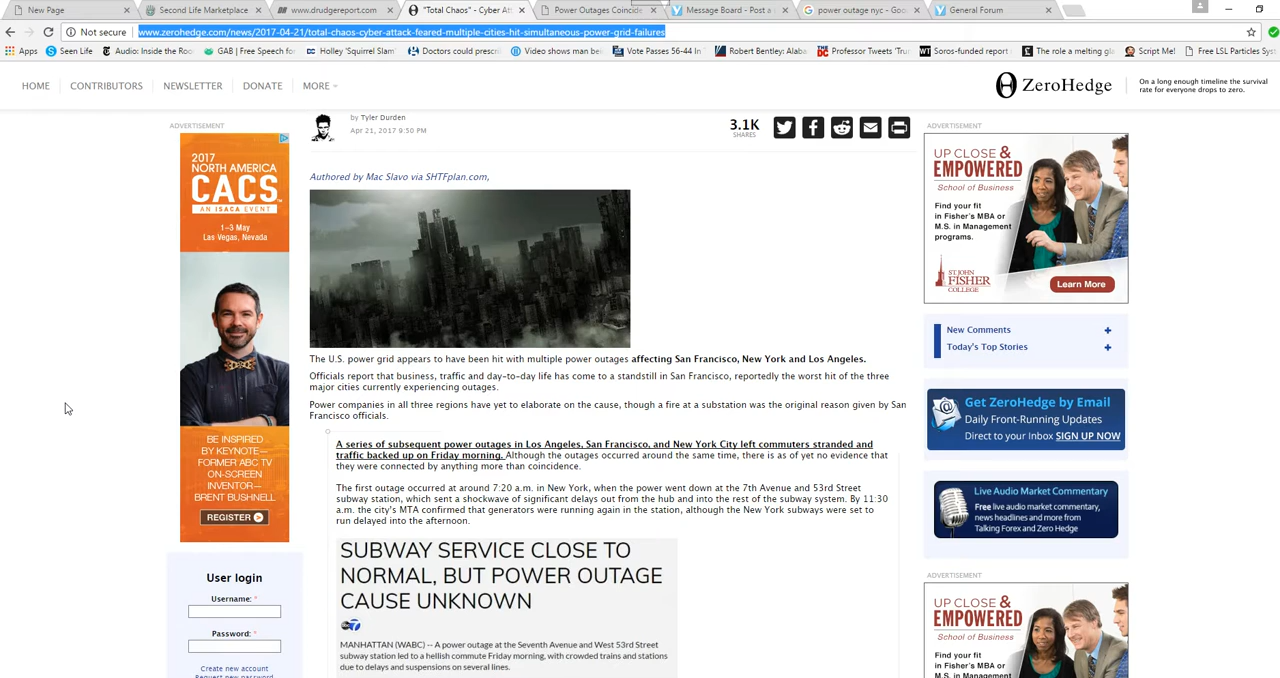 New Page
Second Life Marketplace
www.drudgereport.com
"Total Chaos" - Cyber At
Power Outages Coincide
Message Board - Post a
power outage nyc - Goo
General Forum
Not secure
www.zerohedge.com/news/2017-04-21/total-chaos-cyber-attack-feared-multiple-cities-hit-simultaneous-power-grid-failures
Apps
Seen Life
Audio: Inside the Roo
GAB | Free Speech fo
Holley 'Squirrel Slam'
Doctors could prescri
Video shows man be
Vote Passes 56-44 In
Robert Bentley: Alaba
Professor Tweets 'Tru
Soros-funded report
The role a melting gla
Script Me!
Free LSL Particles Sy
HOME
CONTRIBUTORS
NEWSLETTER
DONATE
MORE
ZeroHedge
On a long enough timeline the survival
rate for everyone drops to zero.
ADVERTISEMENT
2017
NORTH AMERICA
CACS
AN ISACA EVENT
1–3 May
Las Vegas, Nevada
BE INSPIRED
BY KEYNOTE—
FORMER ABC TV
ON-SCREEN
INVENTOR—
BRENT BUSHNELL
REGISTER
User login
Username: *
Password: *
Create new account
Request new password
by Tyler Durden
Apr 21, 2017 9:50 PM
3.1K
SHARES
Authored by Mac Slavo via SHTFplan.com,
The U.S. power grid appears to have been hit with multiple power outages affecting San Francisco, New York and Los Angeles.
Officials report that business, traffic and day-to-day life has come to a standstill in San Francisco, reportedly the worst hit of the three
major cities currently experiencing outages.
Power companies in all three regions have yet to elaborate on the cause, though a fire at a substation was the original reason given by San
Francisco officials.
A series of subsequent power outages in Los Angeles, San Francisco, and New York City left commuters stranded and
traffic backed up on Friday morning. Although the outages occurred around the same time, there is as of yet no evidence that
they were connected by anything more than coincidence.
The first outage occurred at around 7:20 a.m. in New York, when the power went down at the 7th Avenue and 53rd Street
subway station, which sent a shockwave of significant delays out from the hub and into the rest of the subway system. By 11:30
a.m. the city's MTA confirmed that generators were running again in the station, although the New York subways were set to
run delayed into the afternoon.
SUBWAY SERVICE CLOSE TO
NORMAL, BUT POWER OUTAGE
CAUSE UNKNOWN
abc 7
MANHATTAN (WABC) -- A power outage at the Seventh Avenue and West 53rd Street
subway station led to a hellish commute Friday morning, with crowded trains and stations
due to delays and suspensions on several lines.
ADVERTISEMENT
UP CLOSE &
EMPOWERED
School of Business
Find your fit
in Fisher's MBA or
M.S. in Management
programs.
ST. JOHN
FISHER
COLLEGE
Learn More
New Comments
Today's Top Stories
Get ZeroHedge by Email
Daily Front-Running Updates
Direct to your Inbox SIGN UP NOW
Live Audio Market Commentary
Free live audio market commentary,
news headlines and more from
Talking Forex and Zero Hedge
ADVERTISEMENT
UP CLOSE &
EMPOWERED
School of Business
Find your fit
in Fisher's MBA or
M.S. in Management